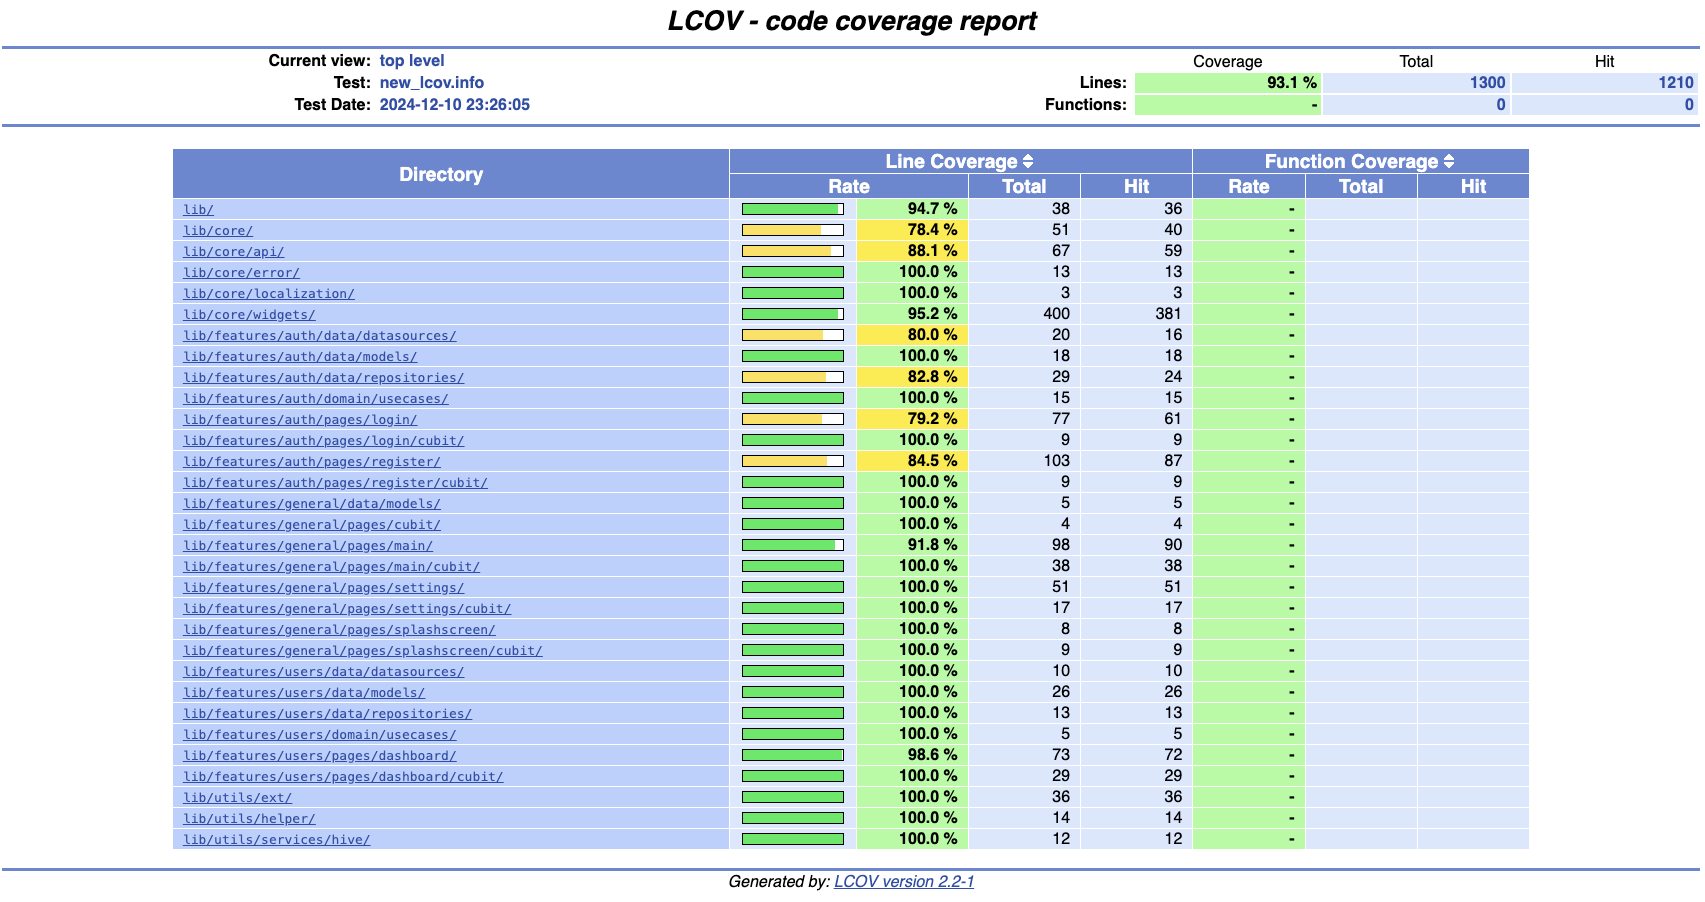 LCOV - code coverage report
Current view: top level
Test: new_lcov.info
Test Date: 2024-12-10 23:26:05
Coverage Total Hit
Lines: 93.1 % 1300 1210
Functions: - 0 0
Directory Line Coverage Function Coverage
Rate Total Hit Rate Total Hit
lib/ 94.7 % 38 36 -
lib/core/ 78.4 % 51 40 -
lib/core/api/ 88.1 % 67 59 -
lib/core/error/ 100.0 % 13 13 -
lib/core/localization/ 100.0 % 3 3 -
lib/core/widgets/ 95.2 % 400 381 -
lib/features/auth/data/datasources/ 80.0 % 20 16 -
lib/features/auth/data/models/ 100.0 % 18 18 -
lib/features/auth/data/repositories/ 82.8 % 29 24 -
lib/features/auth/domain/usecases/ 100.0 % 15 15 -
lib/features/auth/pages/login/ 79.2 % 77 61 -
lib/features/auth/pages/login/cubit/ 100.0 % 9 9 -
lib/features/auth/pages/register/ 84.5 % 103 87 -
lib/features/auth/pages/register/cubit/ 100.0 % 9 9 -
lib/features/general/data/models/ 100.0 % 5 5 -
lib/features/general/pages/cubit/ 100.0 % 4 4 -
lib/features/general/pages/main/ 91.8 % 98 90 -
lib/features/general/pages/main/cubit/ 100.0 % 38 38 -
lib/features/general/pages/settings/ 100.0 % 51 51 -
lib/features/general/pages/settings/cubit/ 100.0 % 17 17 -
lib/features/general/pages/splashscreen/ 100.0 % 8 8 -
lib/features/general/pages/splashscreen/cubit/ 100.0 % 9 9 -
lib/features/users/data/datasources/ 100.0 % 10 10 -
lib/features/users/data/models/ 100.0 % 26 26 -
lib/features/users/data/repositories/ 100.0 % 13 13 -
lib/features/users/domain/usecases/ 100.0 % 5 5 -
lib/features/users/pages/dashboard/ 98.6 % 73 72 -
lib/features/users/pages/dashboard/cubit/ 100.0 % 29 29 -
lib/utils/ext/ 100.0 % 36 36 -
lib/utils/helper/ 100.0 % 14 14 -
lib/utils/services/hive/ 100.0 % 12 12 -
Generated by: LCOV version 2.2-1